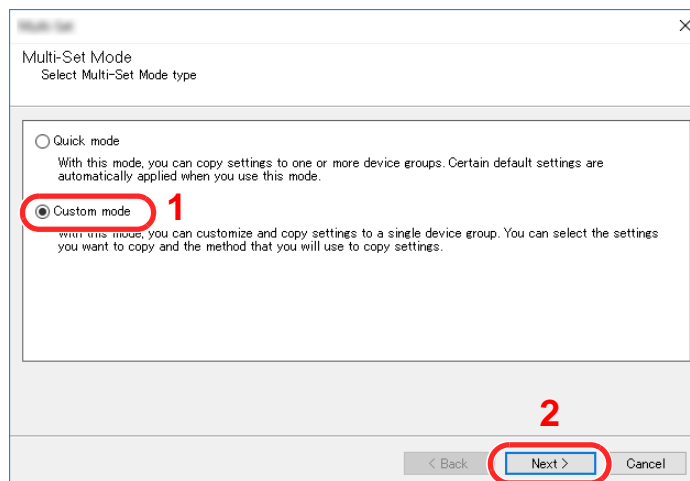 Multi-Set
Multi-Set Mode
Select Multi-Set Mode type
Quick mode
With this mode, you can copy settings to one or more device groups. Certain default settings are
automatically applied when you use this mode.
Custom mode
1
With this mode, you can customize and copy settings to a single device group. You can select the settings
you want to copy and the method that you will use to copy settings.
2
< Back
Next >
Cancel